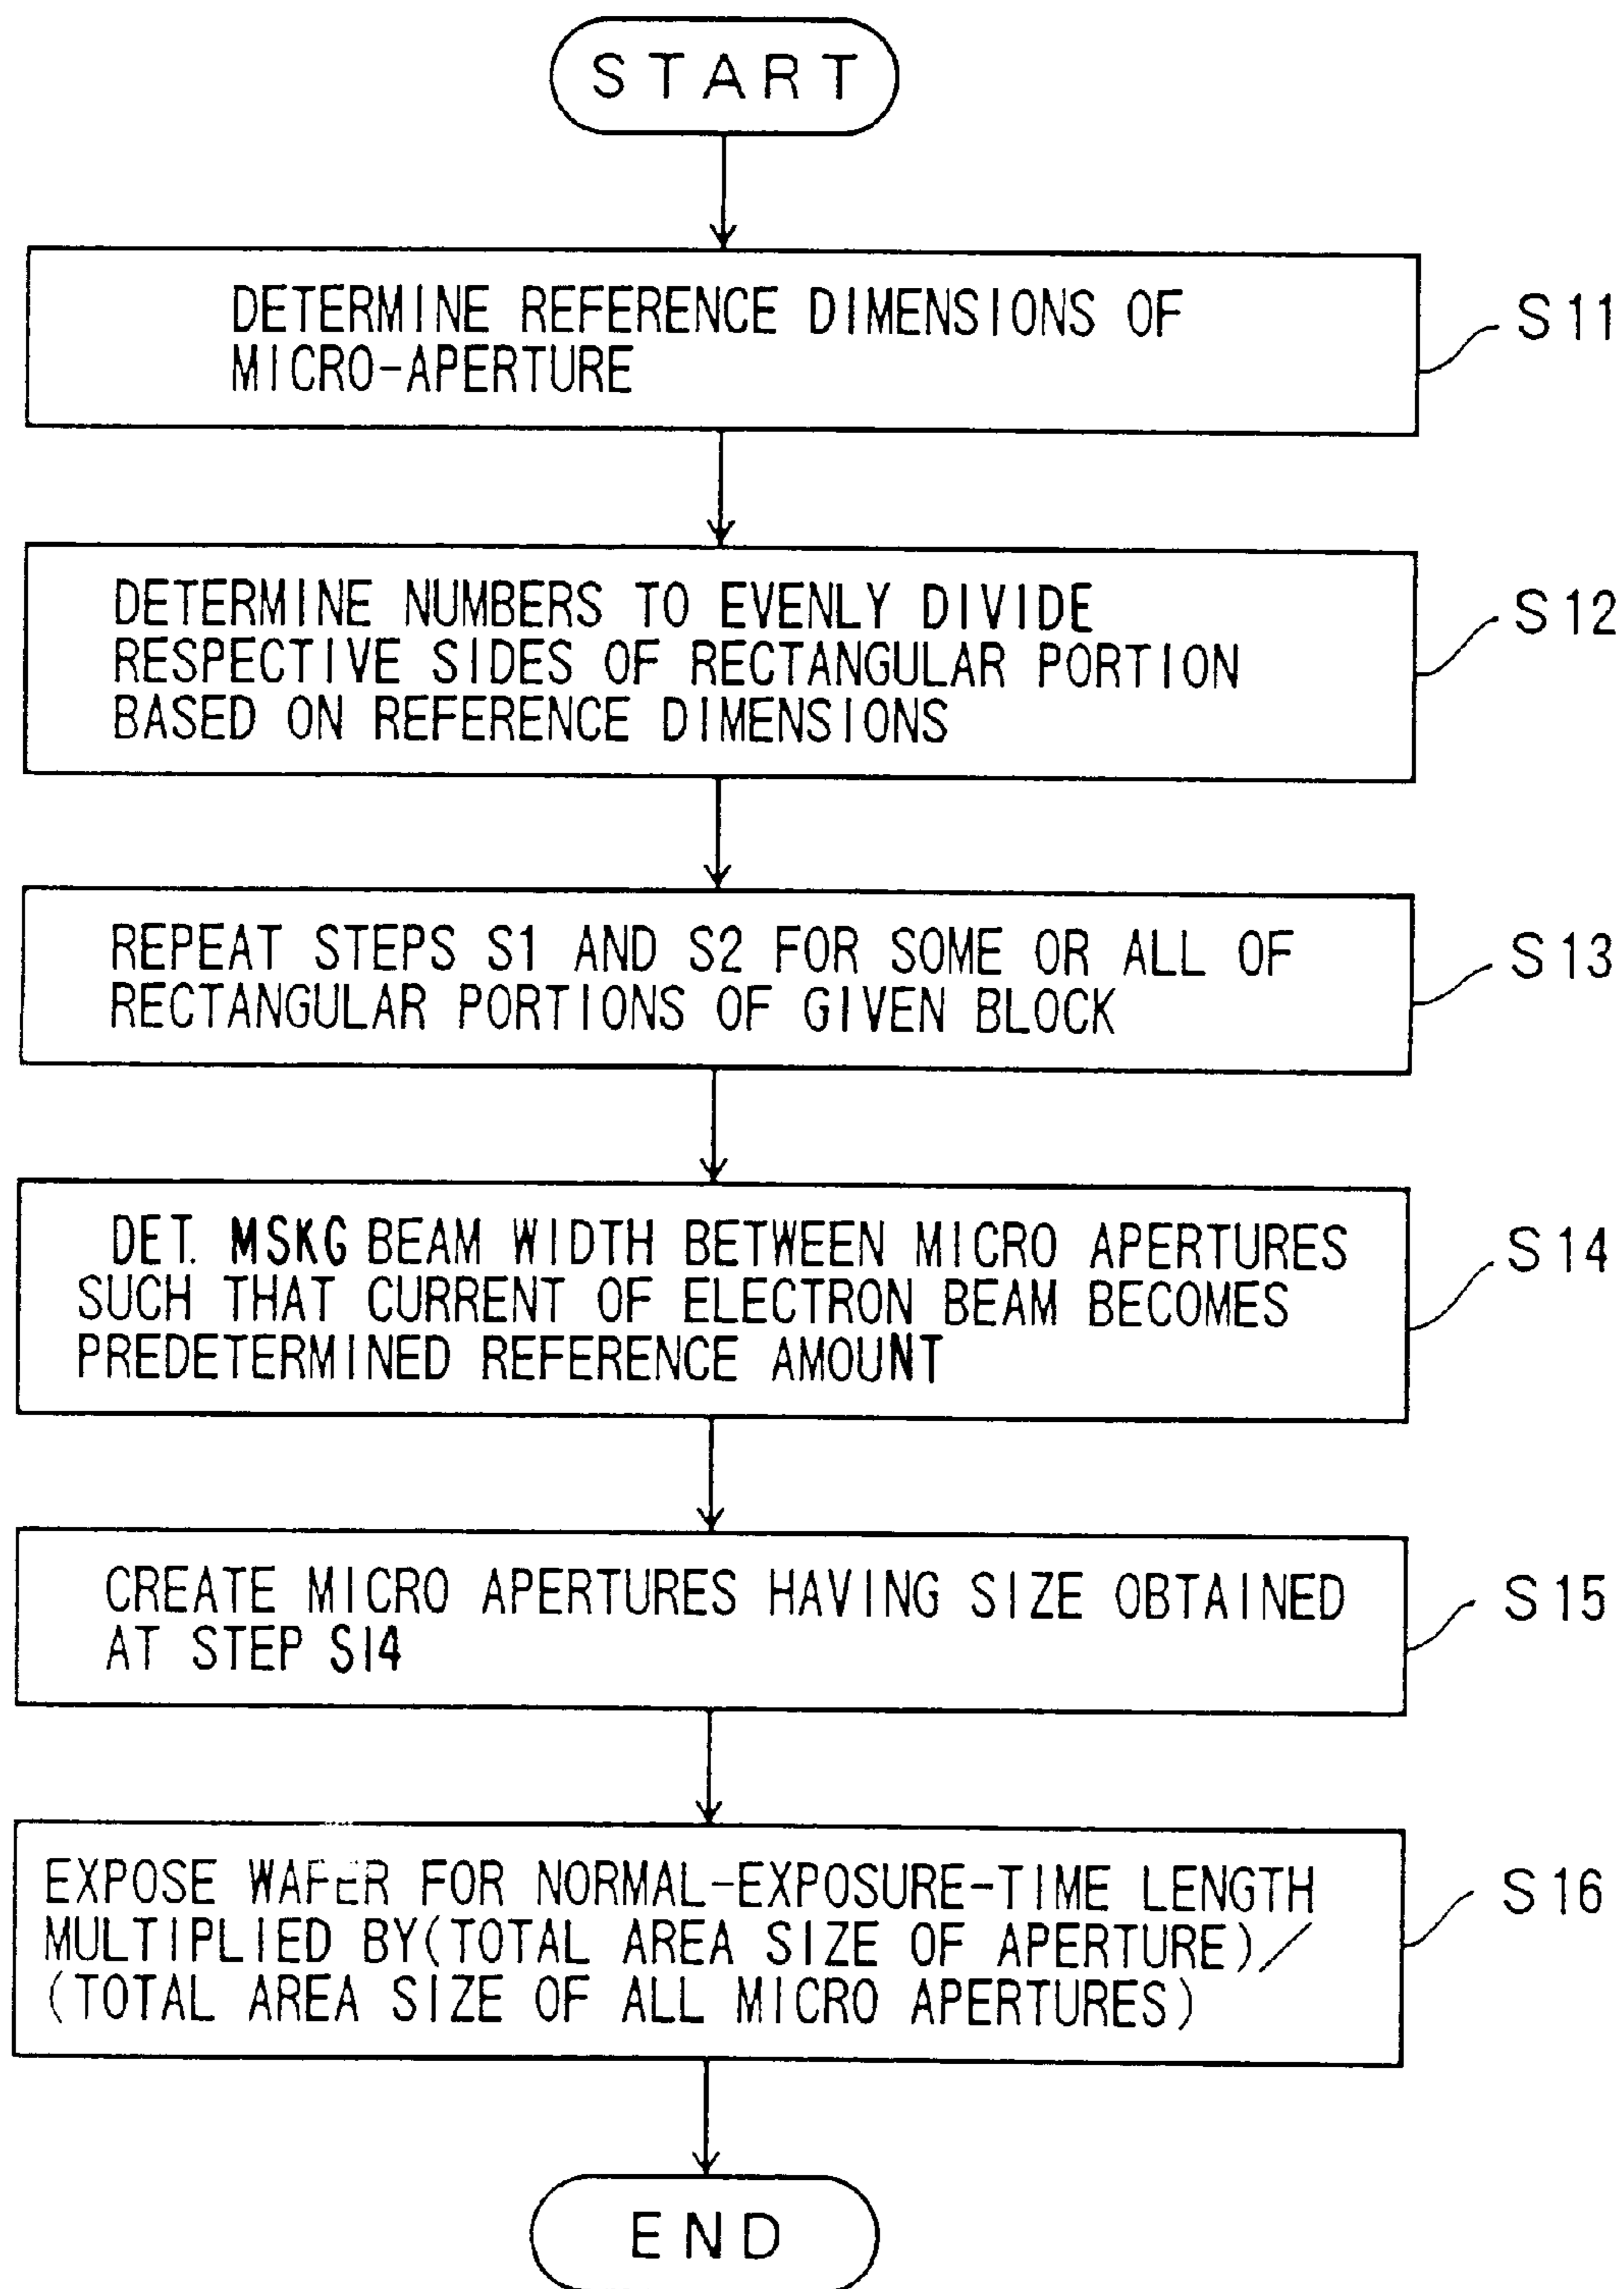 START
DETERMINE REFERENCE DIMENSIONS OF
MICRO-APERTURE
S11
DETERMINE NUMBERS TO EVENLY DIVIDE
RESPECTIVE SIDES OF RECTANGULAR PORTION
BASED ON REFERENCE DIMENSIONS
S12
REPEAT STEPS S1 AND S2 FOR SOME OR ALL OF
RECTANGULAR PORTIONS OF GIVEN BLOCK
S13
DET. MSKG BEAM WIDTH BETWEEN MICRO APERTURES
SUCH THAT CURRENT OF ELECTRON BEAM BECOMES
PREDETERMINED REFERENCE AMOUNT
S14
CREATE MICRO APERTURES HAVING SIZE OBTAINED
AT STEP S14
S15
EXPOSE WAFER FOR NORMAL-EXPOSURE-TIME LENGTH
MULTIPLIED BY(TOTAL AREA SIZE OF APERTURE)/
(TOTAL AREA SIZE OF ALL MICRO APERTURES)
S16
END